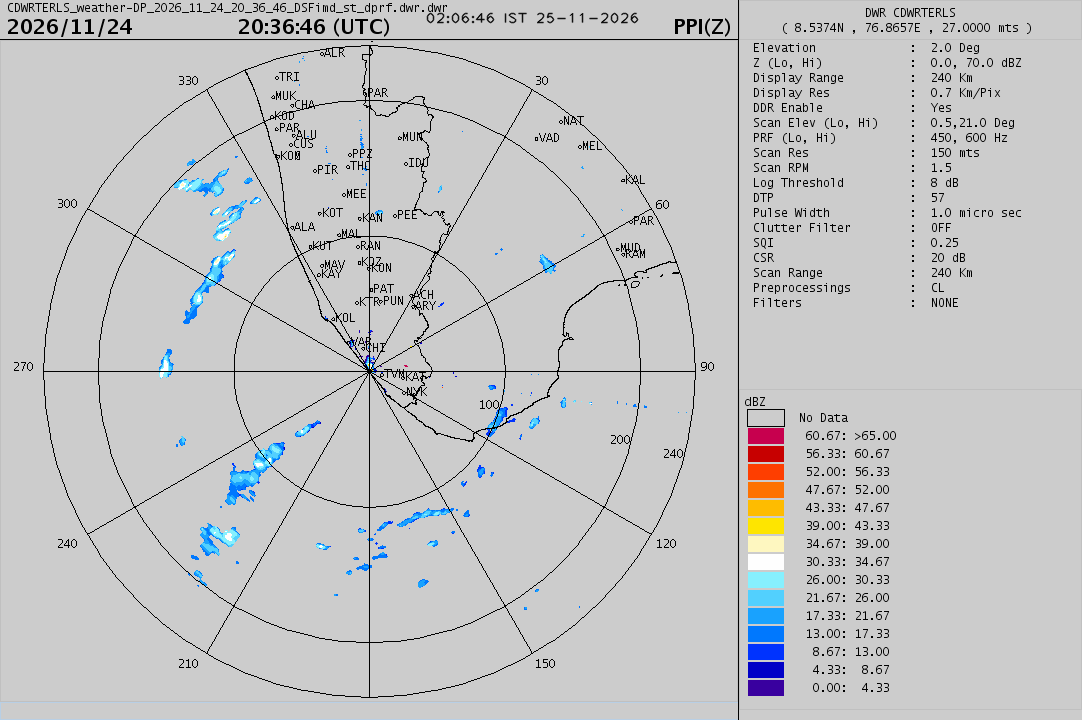 CDWRTERLS_weather-DP_2026_11_24_20_36_46_DSFimd_st_dprf.dwr.dwr
02:06:46 IST 25-11-2026
2026/11/24 20:36:46 (UTC) PPI(Z)
DWR CDWRTERLS
( 8.5374N , 76.8657E , 27.0000 mts )
Elevation : 2.0 Deg
Z (Lo, Hi) : 0.0, 70.0 dBZ
Display Range : 240 Km
Display Res : 0.7 Km/Pix
DDR Enable : Yes
Scan Elev (Lo, Hi) : 0.5,21.0 Deg
PRF (Lo, Hi) : 450, 600 Hz
Scan Res : 150 mts
Scan RPM : 1.5
Log Threshold : 8 dB
DTP : 57
Pulse Width : 1.0 micro sec
Clutter Filter : OFF
SQI : 0.25
CSR : 20 dB
Scan Range : 240 Km
Preprocessings : CL
Filters : NONE
dBZ
No Data
60.67: >65.00
56.33: 60.67
52.00: 56.33
47.67: 52.00
43.33: 47.67
39.00: 43.33
34.67: 39.00
30.33: 34.67
26.00: 30.33
21.67: 26.00
17.33: 21.67
13.00: 17.33
8.67: 13.00
4.33: 8.67
0.00: 4.33
ALR
TRI
330
30
MUK
PAR
CHA
KOD
NAT
PAR
ALU
MUN
VAD
CUS
MEL
PPZ
THO
IDU
PIR
KAL
MEE
300
60
KOT
KAN
PEE
PAR
ALA
MAL
KUT
RAN
MUD
RAM
KOZ
MAV
KON
KAY
PAT
ACH
KTR
PUN
ARY
KOL
VAR
CHI
270
90
TVM
KAT
NYK
100
200
240
240
120
210
150